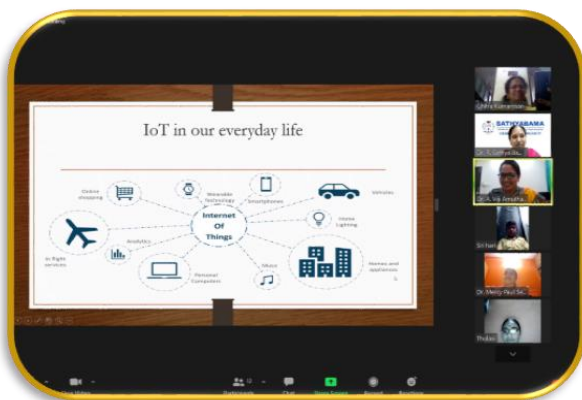 IoT in our everyday life
Online
shopping
Wearable
Technology
Smartphones
Vehicles
Internet
Of
Things
Home
Lighting
In flight
services
Analytics
Personal
Computers
Music
Homes and
appliances
SATHYABAMA
Participants
12
Chat
Share Screen
Record
Reactions